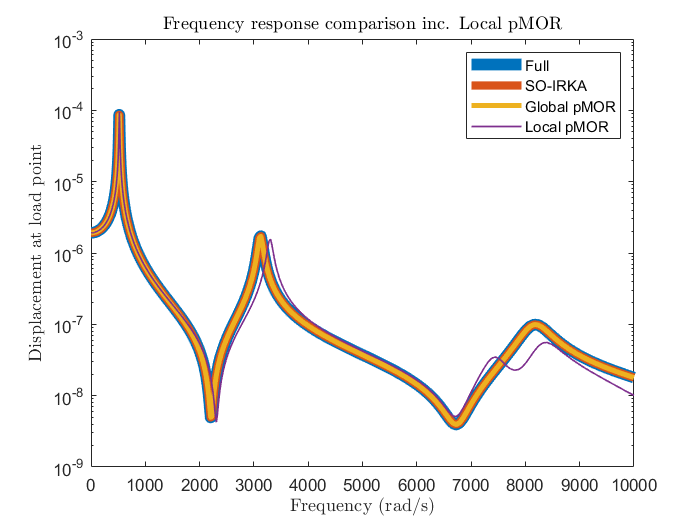 Frequency response comparison inc. Local pMOR
10-3
10-4
10-5
10-6
10-7
10-8
10-9
Displacement at load point
Full
SO-IRKA
Global pMOR
Local pMOR
0 1000 2000 3000 4000 5000 6000 7000 8000 9000 10000
Frequency (rad/s)